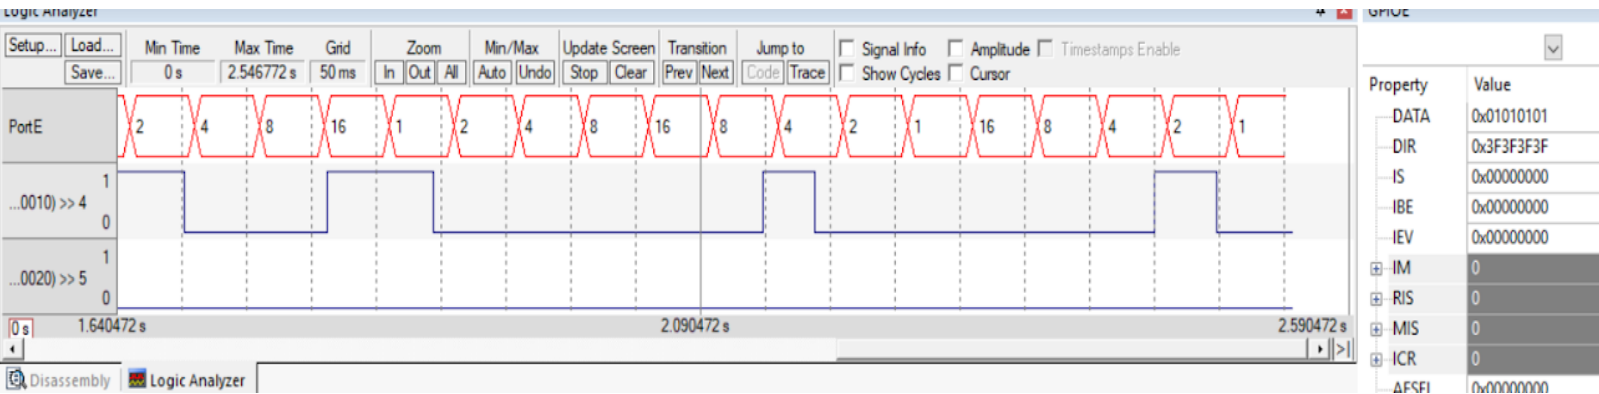 Logic Analyzer
Setup... Load... Min Time Max Time Grid Zoom Min/Max Update Screen Transition Jump to Signal Info Amplitude Timestamps Enable
Save... 0 s 2.546772 s 50 ms In Out All Auto Undo Stop Clear Prev Next Code Trace Show Cycles Cursor
PortE 2 4 8 16 1 2 4 8 16 8 4 2 1 16 8 4 2 1
1
...0010) >> 4
0
1
...0020) >> 5
0
0 s 1.640472 s 2.090472 s 2.590472 s
Disassembly Logic Analyzer
GPIOE
Property Value
DATA 0x01010101
DIR 0x3F3F3F3F
IS 0x00000000
IBE 0x00000000
IEV 0x00000000
IM 0
RIS 0
MIS 0
ICR 0
AFSEL 0x00000000